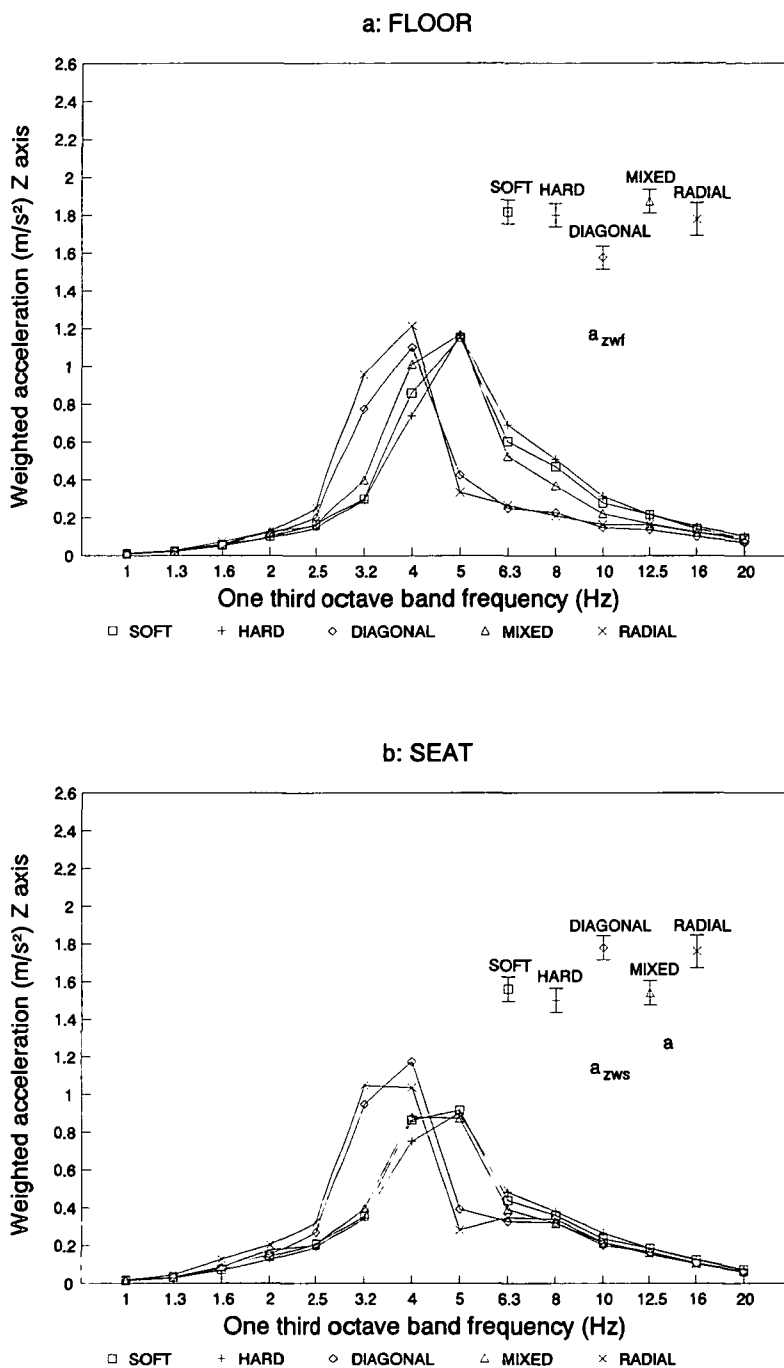 a: FLOOR
Weighted acceleration (m/s²) Z axis
2.6
2.4
2.2
2
1.8
1.6
1.4
1.2
1
0.8
0.6
0.4
0.2
0
MIXED
SOFT HARD RADIAL
DIAGONAL
a zwf
1 1.3 1.6 2 2.5 3.2 4 5 6.3 8 10 12.5 16 20
One third octave band frequency (Hz)
SOFT HARD DIAGONAL MIXED RADIAL
b: SEAT
Weighted acceleration (m/s²) Z axis
2.6
2.4
2.2
2
1.8
1.6
1.4
1.2
1
0.8
0.6
0.4
0.2
0
DIAGONAL RADIAL
SOFT HARD MIXED
a
a zws
1 1.3 1.6 2 2.5 3.2 4 5 6.3 8 10 12.5 16 20
One third octave band frequency (Hz)
SOFT HARD DIAGONAL MIXED RADIAL